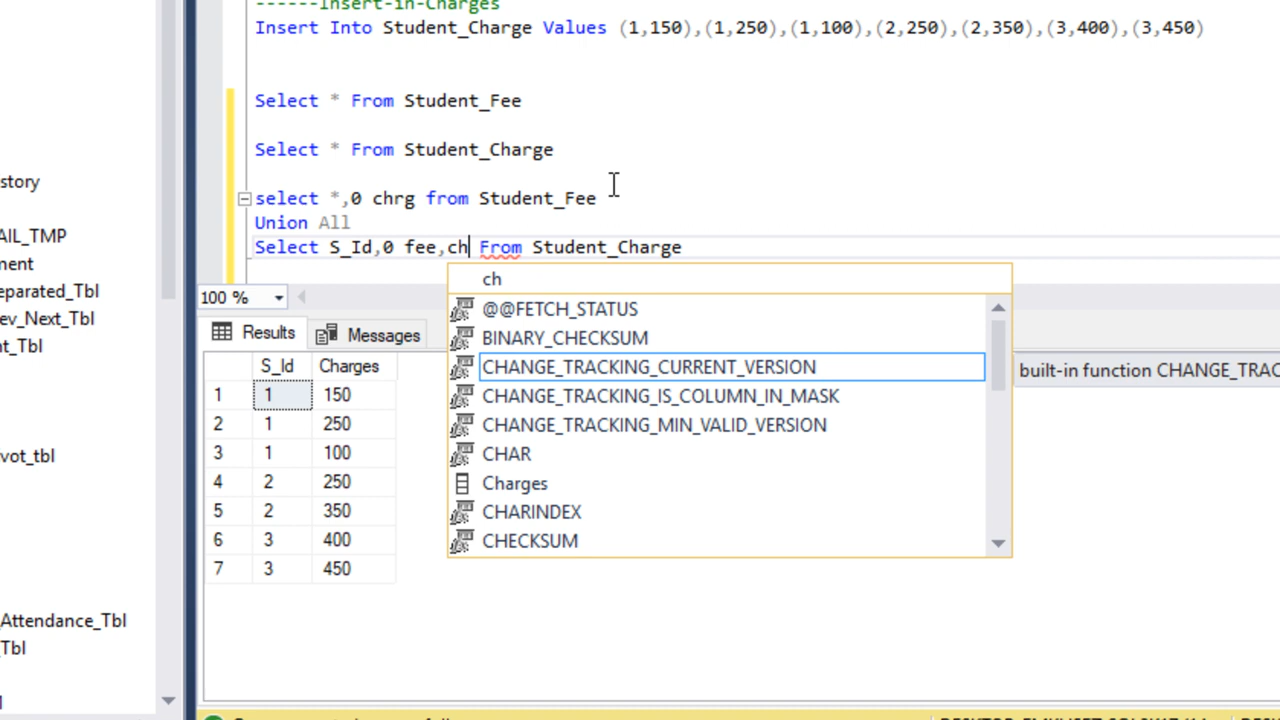 ------Insert-in-Charges
Insert Into Student_Charge Values (1,150),(1,250),(1,100),(2,250),(2,350),(3,400),(3,450)
Select * From Student_Fee
Select * From Student_Charge
select *,0 chrg from Student_Fee
Union All
Select S_Id,0 fee,ch From Student_Charge
ch
@@FETCH_STATUS
BINARY_CHECKSUM
CHANGE_TRACKING_CURRENT_VERSION
CHANGE_TRACKING_IS_COLUMN_IN_MASK
CHANGE_TRACKING_MIN_VALID_VERSION
CHAR
Charges
CHARINDEX
CHECKSUM
built-in function CHANGE_TRAC
100 %
Results Messages
S_Id Charges
1 1 150
2 1 250
3 1 100
4 2 250
5 2 350
6 3 400
7 3 450
story
AIL_TMP
ment
eparated_Tbl
ev_Next_Tbl
nt_Tbl
vot_tbl
Attendance_Tbl
Tbl